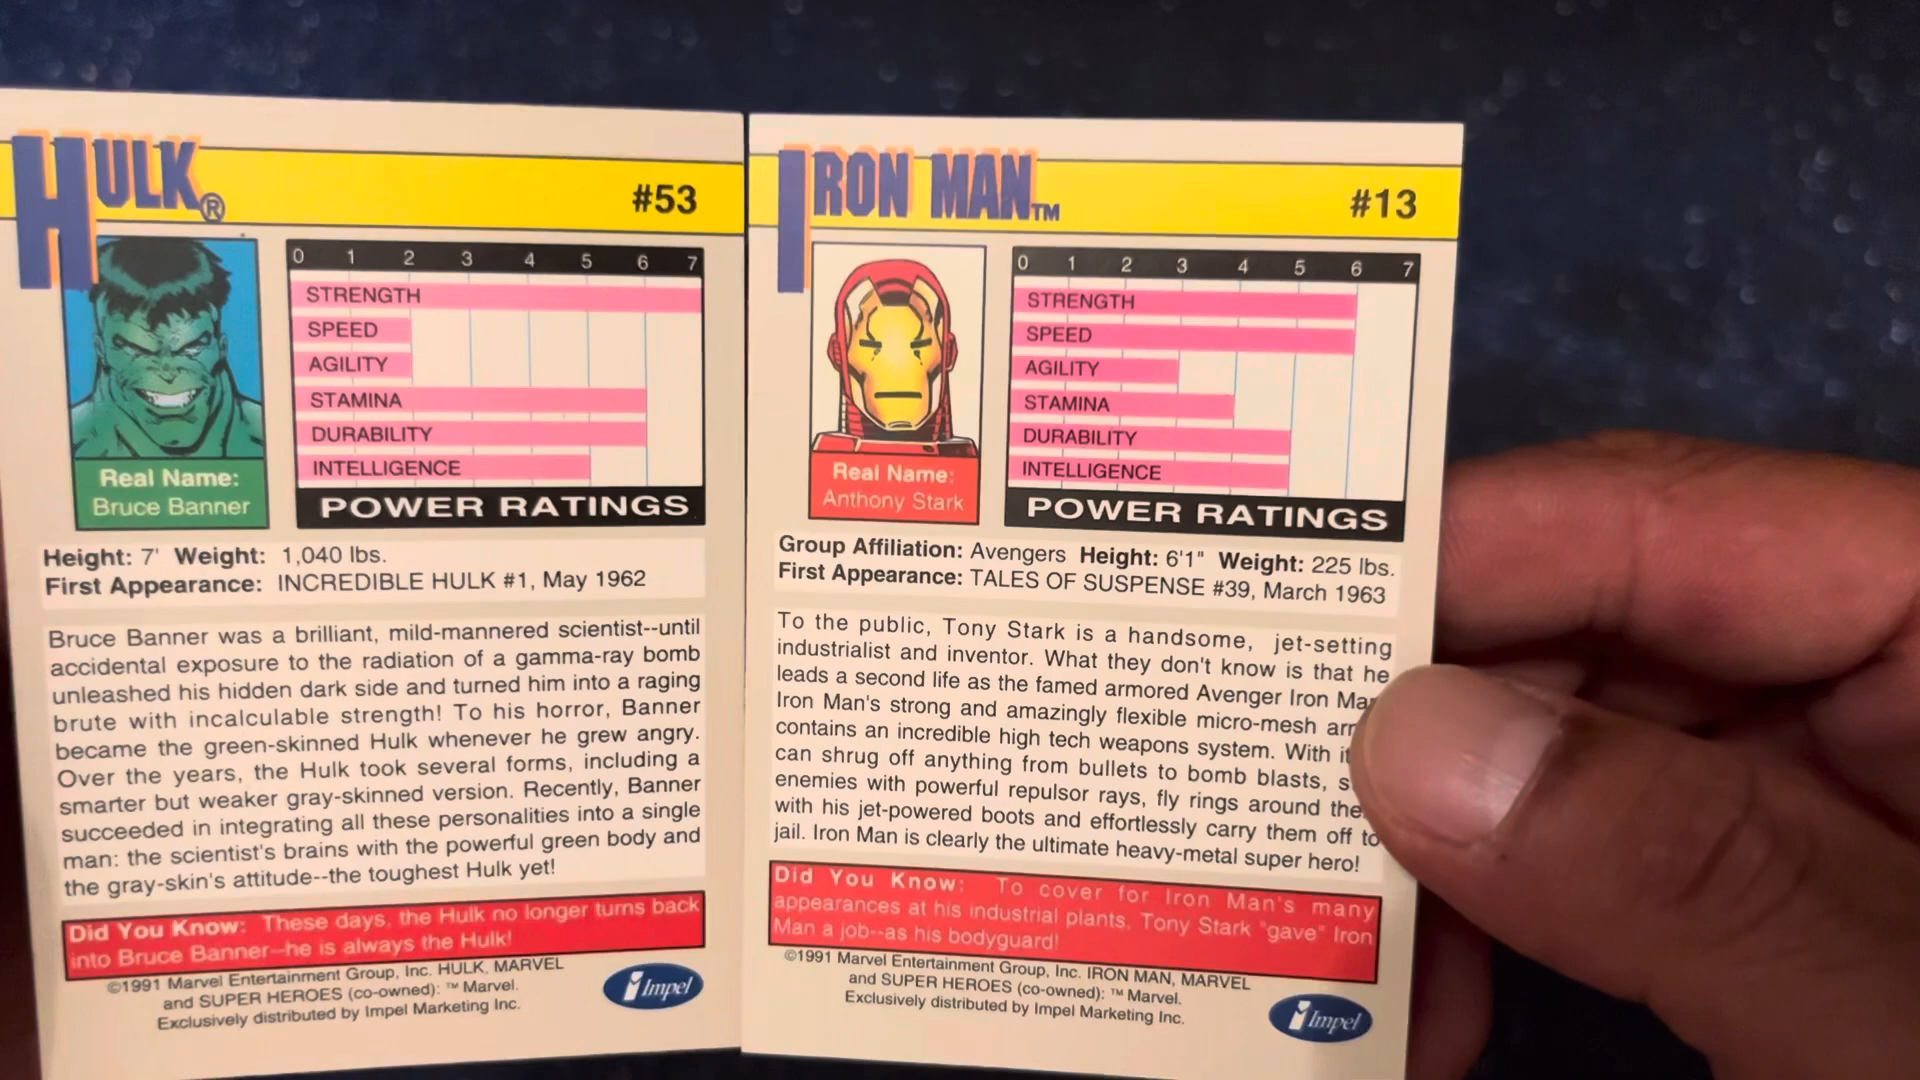 HULK®
#53
0 1 2 3 4 5 6 7
STRENGTH
SPEED
AGILITY
STAMINA
DURABILITY
INTELLIGENCE
POWER RATINGS
Real Name:
Bruce Banner
Height: 7' Weight: 1,040 lbs.
First Appearance: INCREDIBLE HULK #1, May 1962
Bruce Banner was a brilliant, mild-mannered scientist--until
accidental exposure to the radiation of a gamma-ray bomb
unleashed his hidden dark side and turned him into a raging
brute with incalculable strength! To his horror, Banner
became the green-skinned Hulk whenever he grew angry.
Over the years, the Hulk took several forms, including a
smarter but weaker gray-skinned version. Recently, Banner
succeeded in integrating all these personalities into a single
man: the scientist's brains with the powerful green body and
the gray-skin's attitude--the toughest Hulk yet!
Did You Know: These days, the Hulk no longer turns back
into Bruce Banner--he is always the Hulk!
©1991 Marvel Entertainment Group, Inc. HULK, MARVEL
and SUPER HEROES (co-owned): ™ Marvel.
Exclusively distributed by Impel Marketing Inc.
Impel
IRON MAN™
#13
0 1 2 3 4 5 6 7
STRENGTH
SPEED
AGILITY
STAMINA
DURABILITY
INTELLIGENCE
POWER RATINGS
Real Name:
Anthony Stark
Group Affiliation: Avengers Height: 6'1" Weight: 225 lbs.
First Appearance: TALES OF SUSPENSE #39, March 1963
To the public, Tony Stark is a handsome, jet-setting
industrialist and inventor. What they don't know is that he
leads a second life as the famed armored Avenger Iron
Iron Man's strong and amazingly flexible micro-mesh
contains an incredible high tech weapons system. With
can shrug off anything from bullets to bomb blasts,
enemies with powerful repulsor rays, fly rings around
with his jet-powered boots and effortlessly carry them off to
jail. Iron Man is clearly the ultimate heavy-metal super hero!
Did You Know: To cover for Iron Man's many
appearances at his industrial plants, Tony Stark "gave" Iron
Man a job--as his bodyguard!
©1991 Marvel Entertainment Group, Inc. IRON MAN, MARVEL
and SUPER HEROES (co-owned): ™ Marvel.
Exclusively distributed by Impel Marketing Inc.
Impel